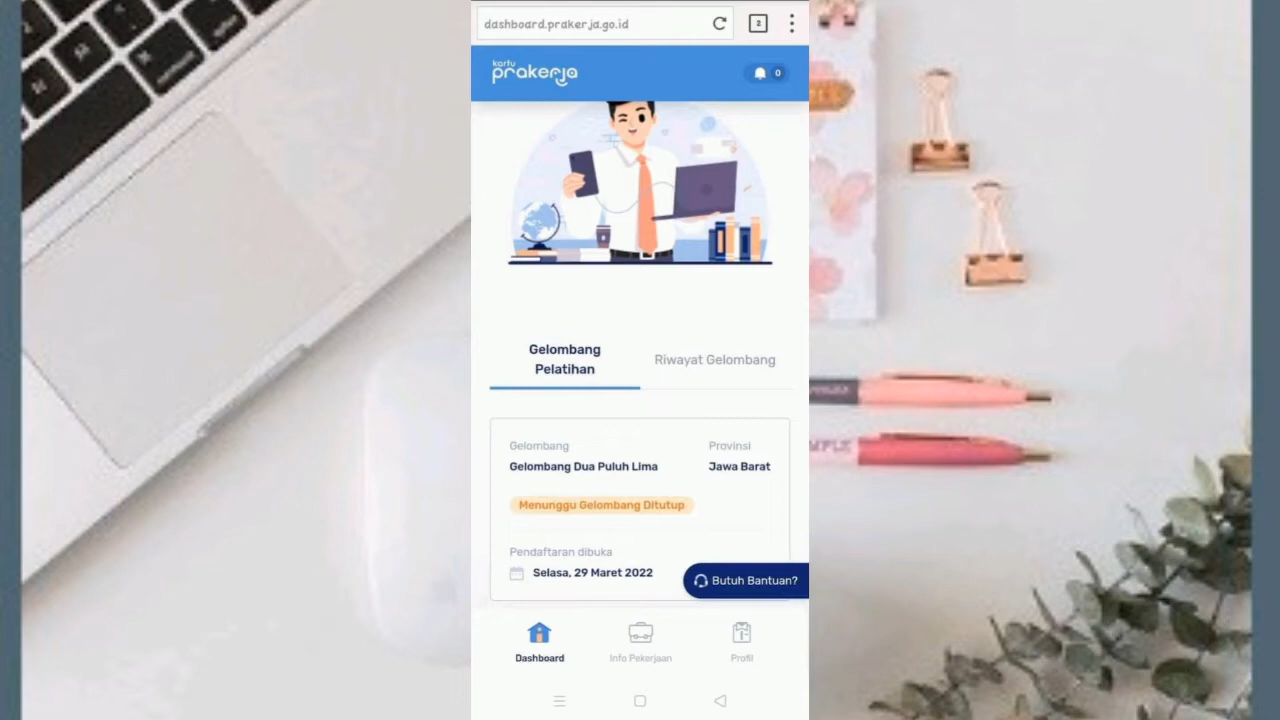 dashboard.prakerja.go.id
2
kartu
prakerja
0
Gelombang
Pelatihan
Riwayat Gelombang
Gelombang
Provinsi
Gelombang Dua Puluh Lima
Jawa Barat
Menunggu Gelombang Ditutup
Pendaftaran dibuka
Selasa, 29 Maret 2022
Butuh Bantuan?
Dashboard
Info Pekerjaan
Profil